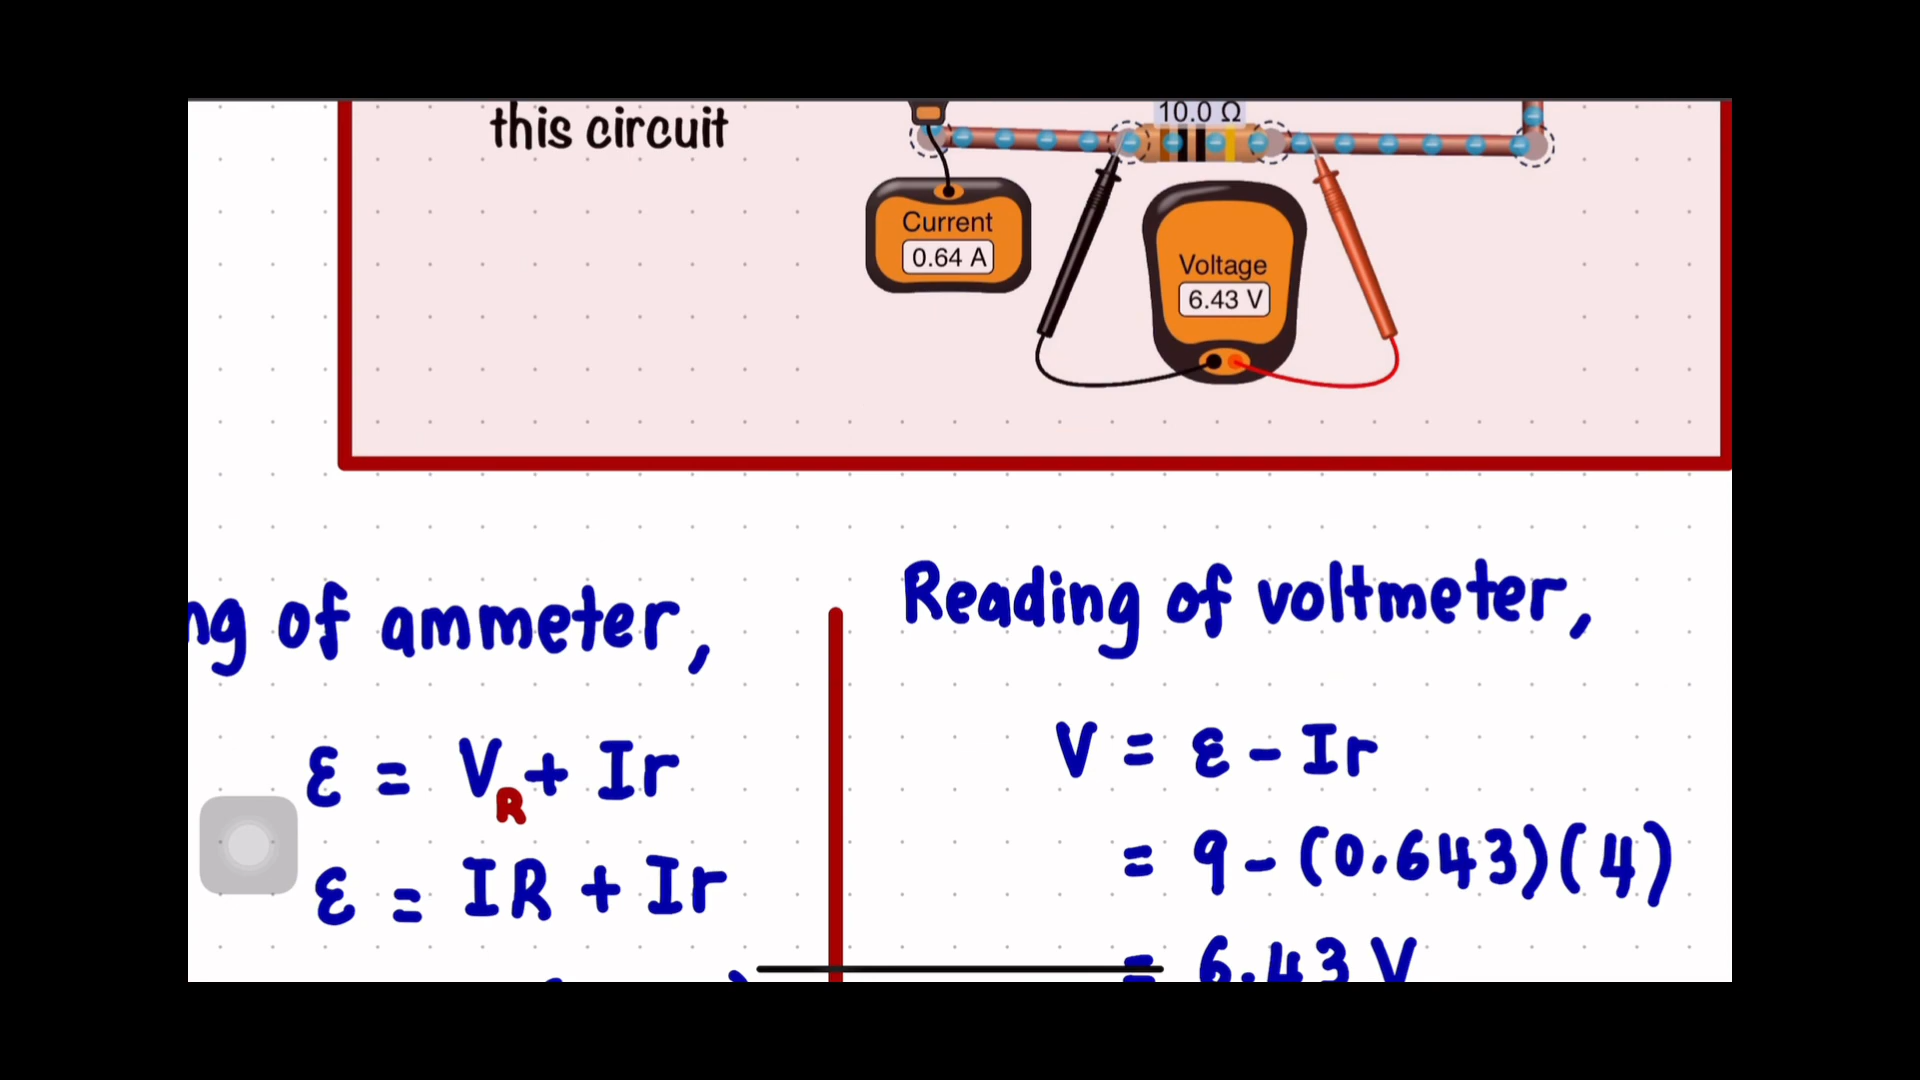 this circuit
10.0 Ω
Current
0.64 A
Voltage
6.43 V
ng of ammeter,
ε = V_R + Ir
ε = IR + Ir
Reading of voltmeter,
V = ε - Ir
= 9 - (0.643)(4)
= 6.43 V